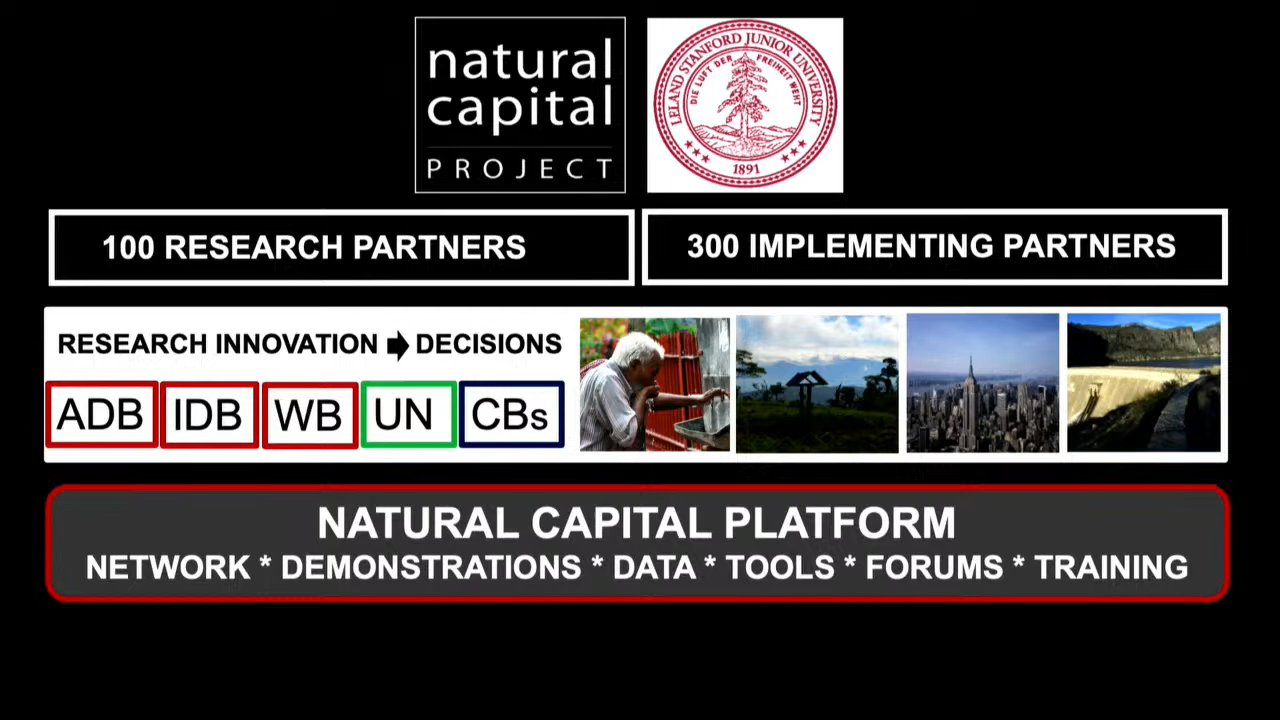 natural
capital
PROJECT
LELAND STANFORD JUNIOR UNIVERSITY
DIE LUFT DER FREIHEIT WEHT
1891
100 RESEARCH PARTNERS
300 IMPLEMENTING PARTNERS
RESEARCH INNOVATION DECISIONS
ADB IDB WB UN CBs
NATURAL CAPITAL PLATFORM
NETWORK * DEMONSTRATIONS * DATA * TOOLS * FORUMS * TRAINING